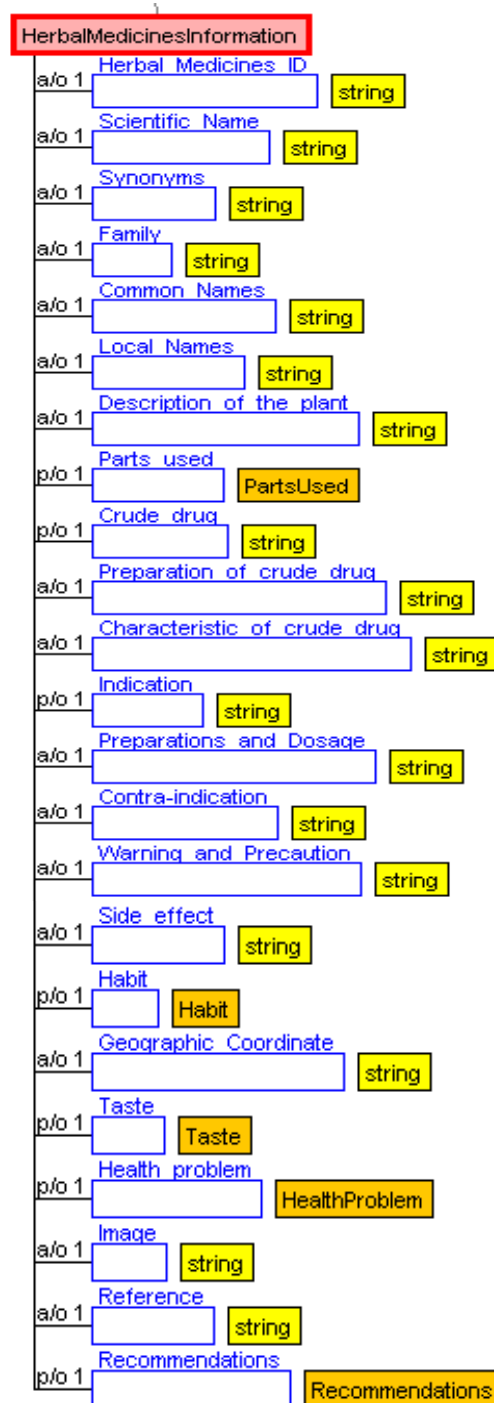 HerbalMedicinesInformation
a/o 1 Herbal Medicines ID string
a/o 1 Scientific Name string
a/o 1 Synonyms string
a/o 1 Family string
a/o 1 Common Names string
a/o 1 Local Names string
a/o 1 Description of the plant string
p/o 1 Parts used PartsUsed
p/o 1 Crude drug string
a/o 1 Preparation of crude drug string
a/o 1 Characteristic of crude drug string
p/o 1 Indication string
a/o 1 Preparations and Dosage string
a/o 1 Contra-indication string
a/o 1 Warning and Precaution string
a/o 1 Side effect string
p/o 1 Habit Habit
a/o 1 Geographic Coordinate string
p/o 1 Taste Taste
p/o 1 Health problem HealthProblem
a/o 1 Image string
a/o 1 Reference string
p/o 1 Recommendations Recommendations